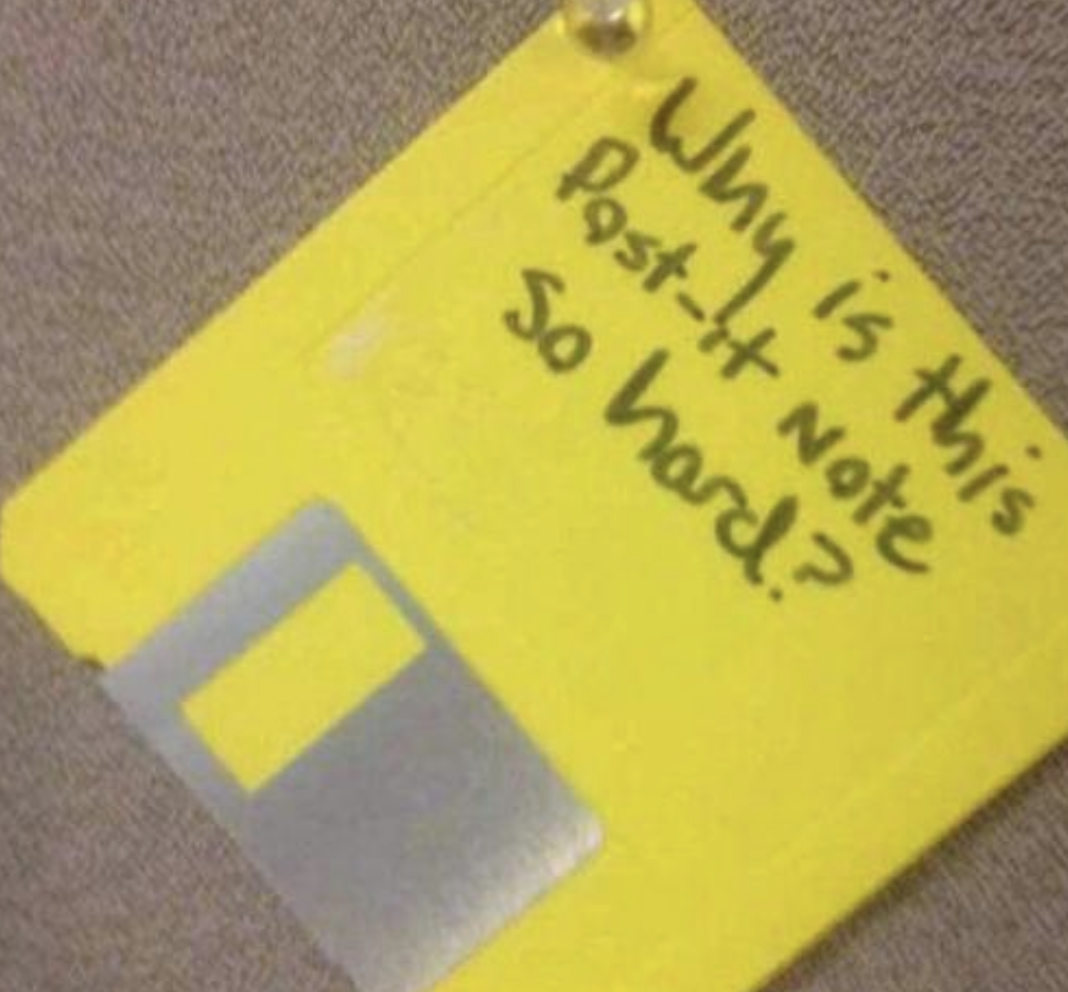 Why is this
Post-it Note
So hard?